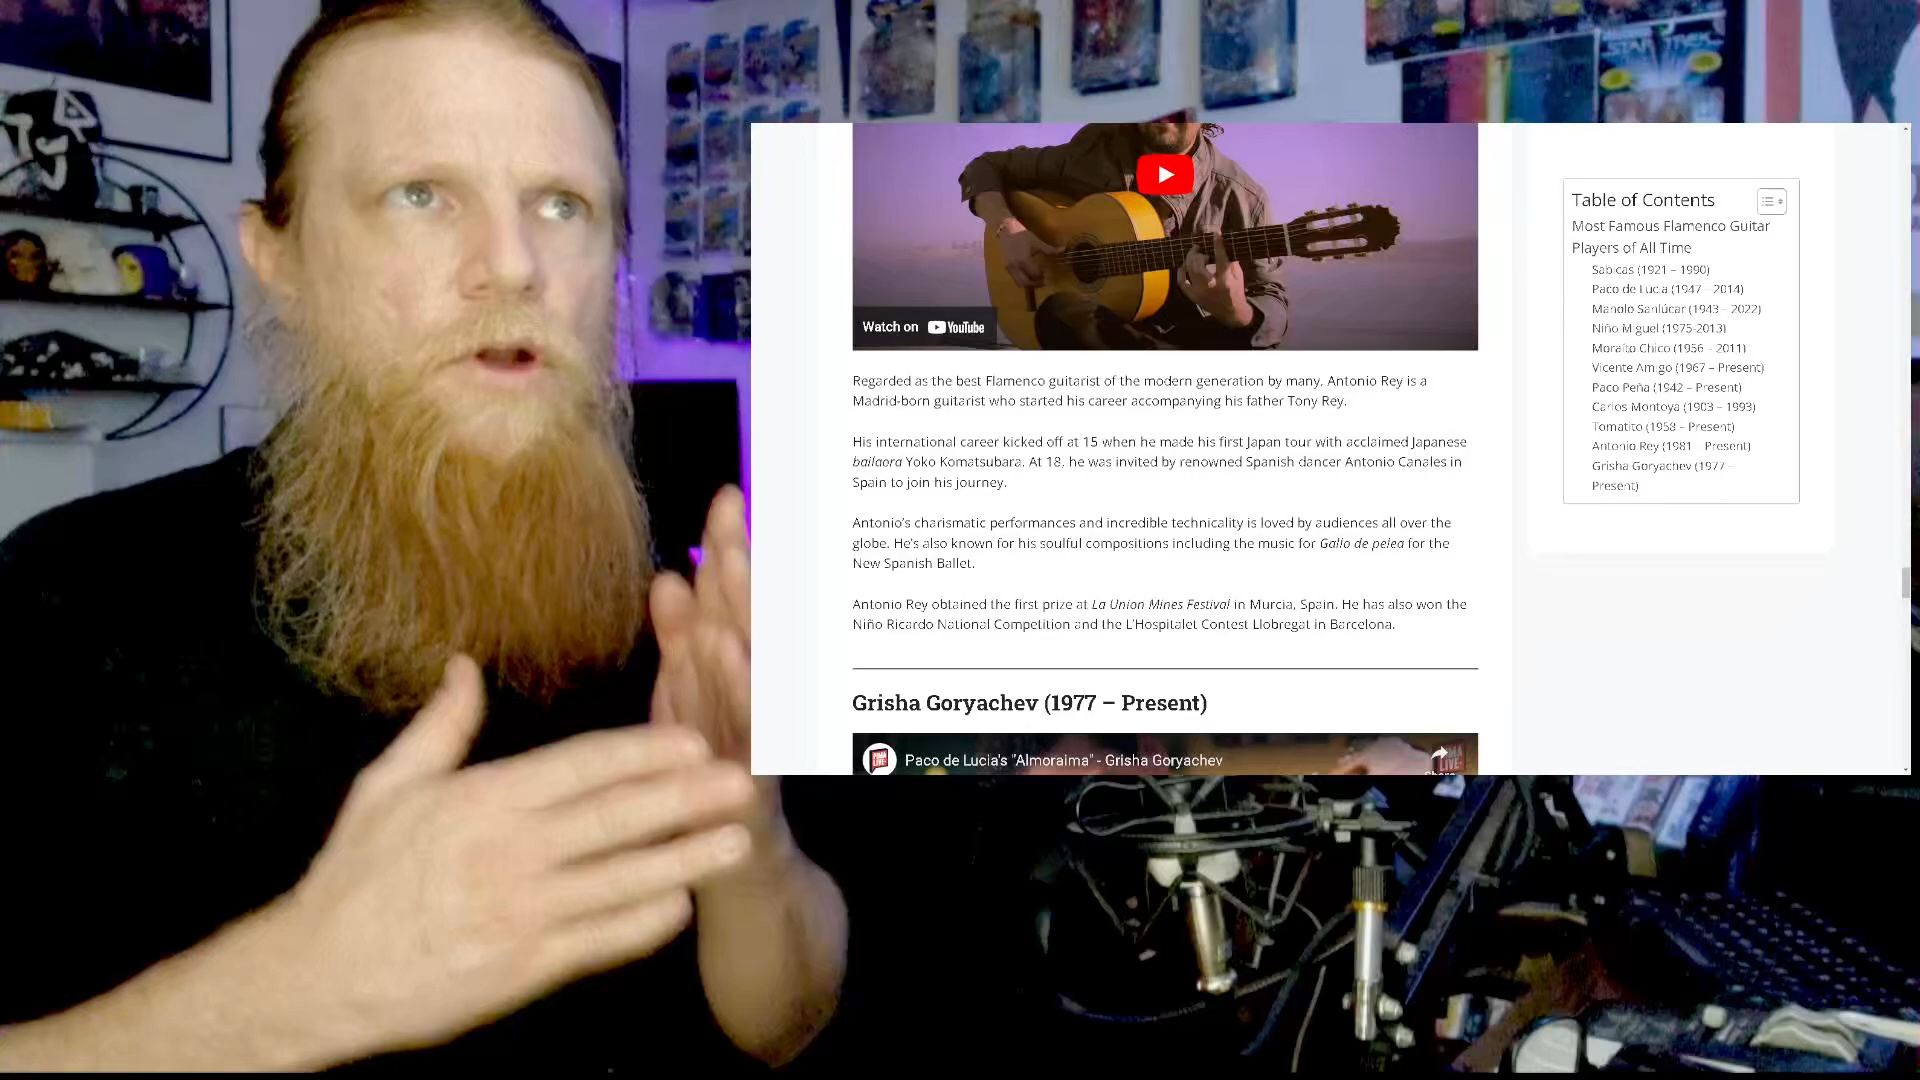 Ty
STAR TREK
Watch on YouTube
Regarded as the best Flamenco guitarist of the modern generation by many, Antonio Rey is a
Madrid-born guitarist who started his career accompanying his father Tony Rey.
His international career kicked off at 15 when he made his first Japan tour with acclaimed Japanese
bailaora Yoko Komatsubara. At 18, he was invited by renowned Spanish dancer Antonio Canales in
Spain to join his journey.
Antonio's charismatic performances and incredible technicality is loved by audiences all over the
globe. He's also known for his soulful compositions including the music for Gallo de pelea for the
New Spanish Ballet.
Antonio Rey obtained the first prize at La Union Mines Festival in Murcia, Spain. He has also won the
Niño Ricardo National Competition and the L'Hospitalet Contest Llobregat in Barcelona.
Grisha Goryachev (1977 – Present)
Paco de Lucia's "Almoraima" - Grisha Goryachev
Share
Table of Contents
Most Famous Flamenco Guitar
Players of All Time
Sabicas (1921 – 1990)
Paco de Lucia (1947 – 2014)
Manolo Sanlúcar (1943 – 2022)
Niño Miguel (1975-2013)
Moraíto Chico (1956 – 2011)
Vicente Amigo (1967 – Present)
Paco Peña (1942 – Present)
Carlos Montoya (1903 – 1993)
Tomatito (1958 – Present)
Antonio Rey (1981 – Present)
Grisha Goryachev (1977 –
Present)